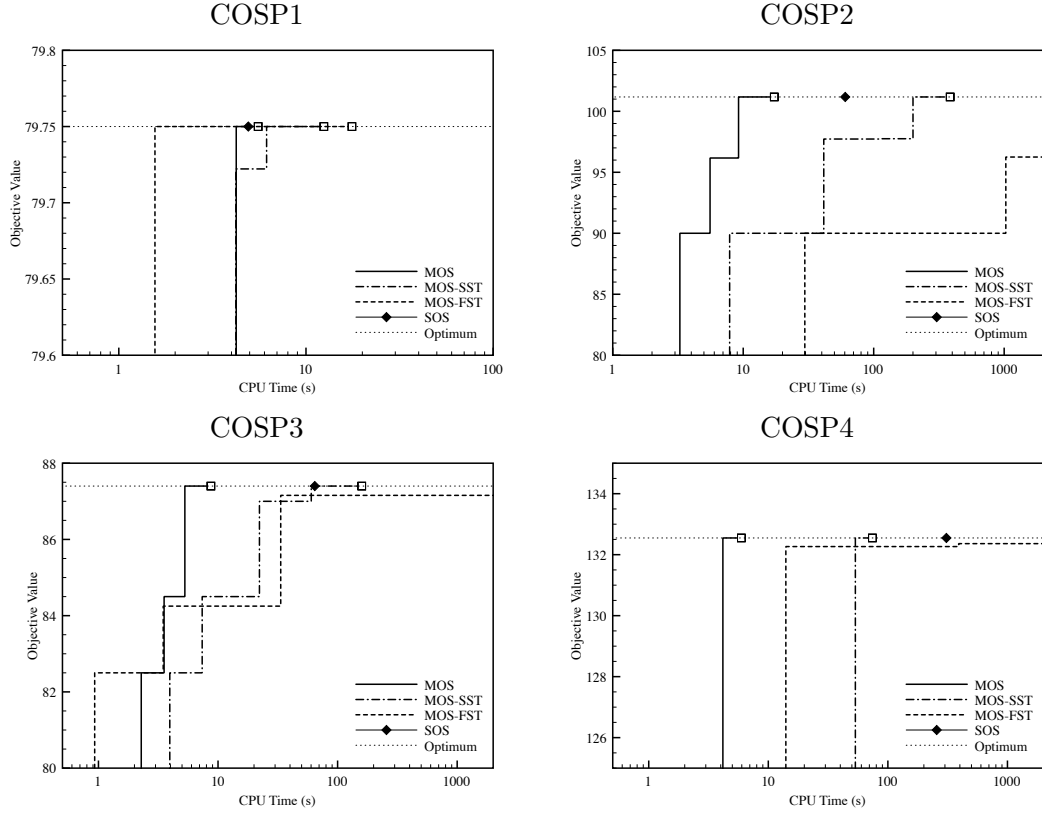 COSP1
79.8
79.75
79.7
79.65
79.6
Objective Value
1
10
100
CPU Time (s)
MOS
MOS-SST
MOS-FST
SOS
Optimum
COSP2
105
100
95
90
85
80
Objective Value
1
10
100
1000
CPU Time (s)
MOS
MOS-SST
MOS-FST
SOS
Optimum
COSP3
88
86
84
82
80
Objective Value
1
10
100
1000
CPU Time (s)
MOS
MOS-SST
MOS-FST
SOS
Optimum
COSP4
134
132
130
128
126
Objective Value
1
10
100
1000
CPU Time (s)
MOS
MOS-SST
MOS-FST
SOS
Optimum